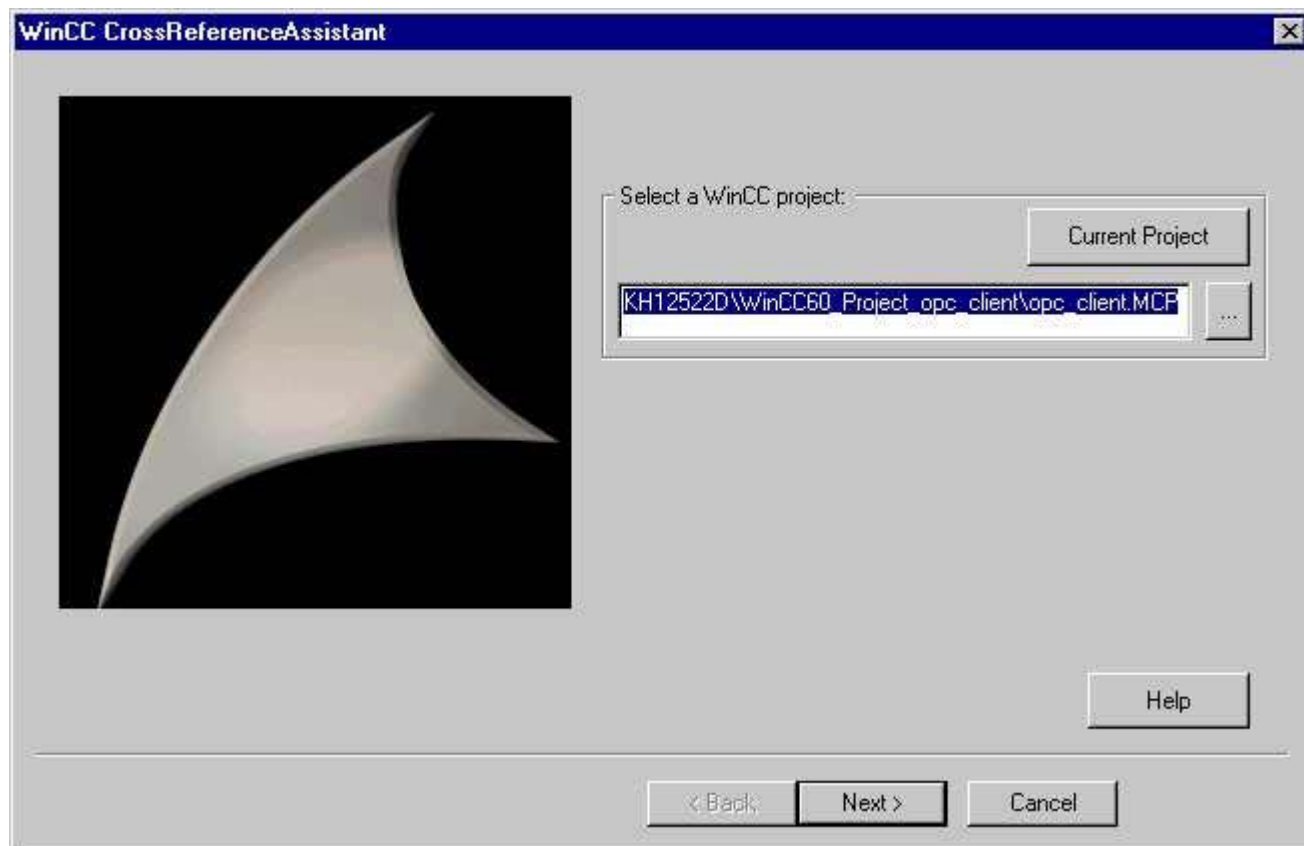 WinCC CrossReferenceAssistant
Select a WinCC project:
Current Project
KH12522D\WinCC60_Project_opc_client\opc_client.MCP
...
Help
< Back
Next >
Cancel